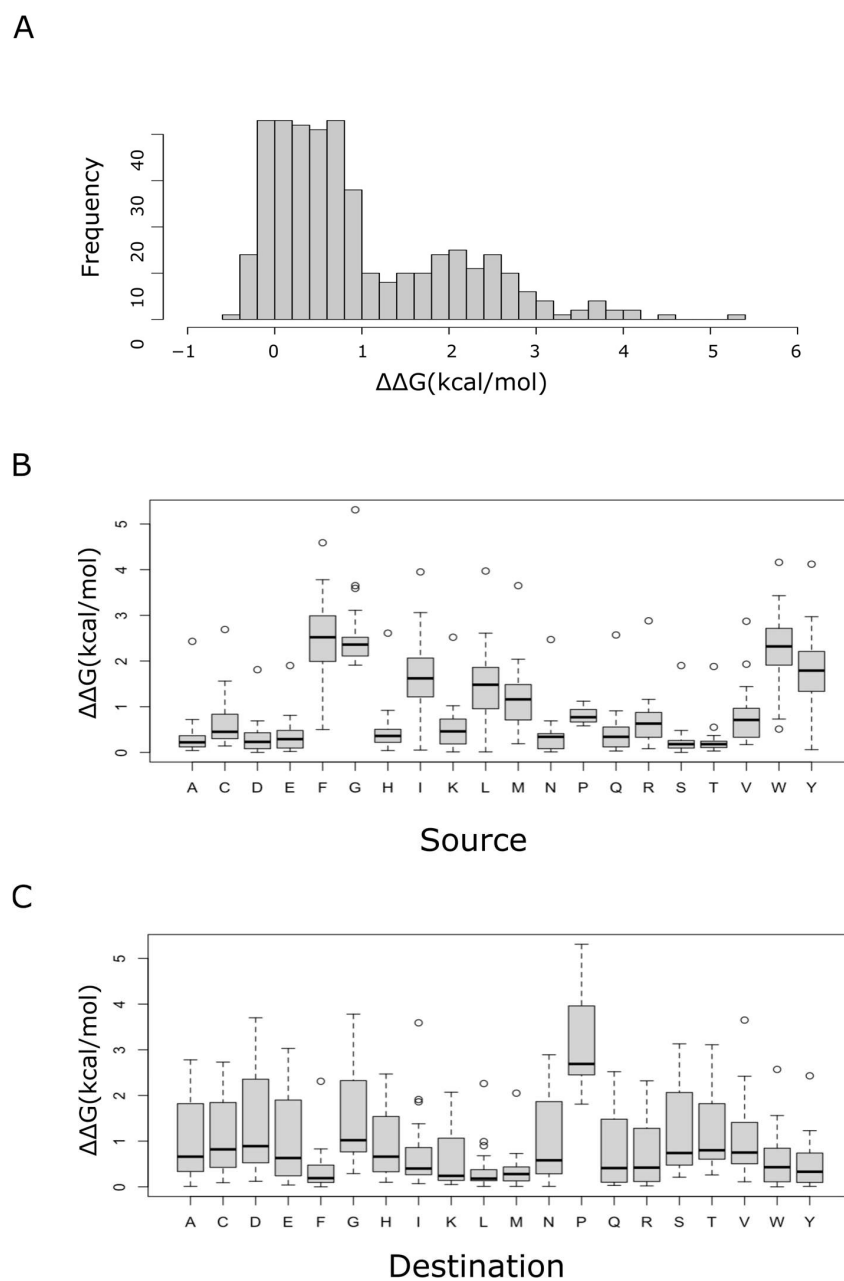 A
Frequency
0 10 20 30 40
−1 0 1 2 3 4 5 6
ΔΔG(kcal/mol)
B
ΔΔG(kcal/mol)
0 1 2 3 4 5
A C D E F G H I K L M N P Q R S T V W Y
Source
C
ΔΔG(kcal/mol)
0 1 2 3 4 5
A C D E F G H I K L M N P Q R S T V W Y
Destination